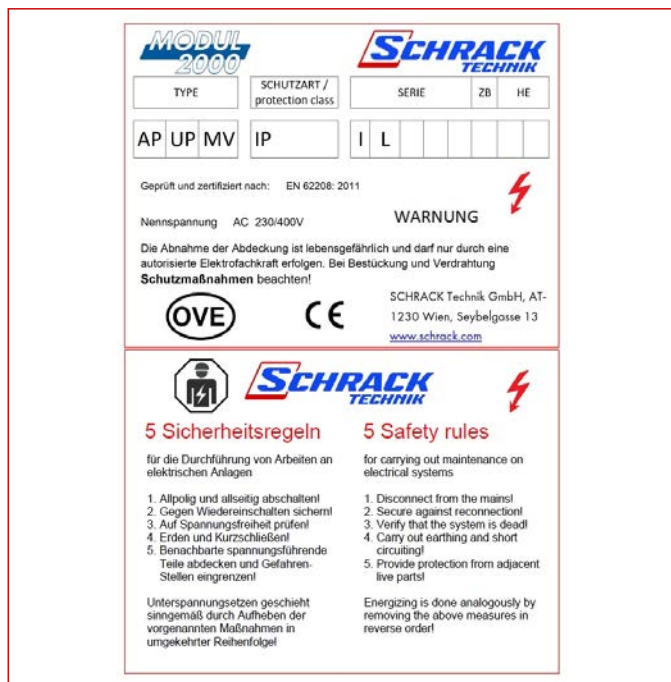 MODUL 2000
SCHRACK TECHNIK
TYPE
SCHUTZART / protection class
SERIE ZB HE
AP UP MV IP I L
Geprüft und zertifiziert nach: EN 62208: 2011
Nennspannung AC 230/400V WARNUNG
Die Abnahme der Abdeckung ist lebensgefährlich und darf nur durch eine
autorisierte Elektrofachkraft erfolgen. Bei Bestückung und Verdrahtung
Schutzmaßnahmen beachten!
OVE CE
SCHRACK Technik GmbH, AT-
1230 Wien, Seybelgasse 13
www.schrack.com
SCHRACK TECHNIK
5 Sicherheitsregeln
für die Durchführung von Arbeiten an
elektrischen Anlagen
1. Allpolig und allseitig abschalten!
2. Gegen Wiedereinschalten sichern!
3. Auf Spannungsfreiheit prüfen!
4. Erden und Kurzschließen!
5. Benachbarte spannungsführende
Teile abdecken und Gefahren-
Stellen eingrenzen!
Unterspannungsetzen geschieht
sinngemäß durch Aufheben der
vorgenannten Maßnahmen in
umgekehrter Reihenfolge!
5 Safety rules
for carrying out maintenance on
electrical systems
1. Disconnect from the mains!
2. Secure against reconnection!
3. Verify that the system is dead!
4. Carry out earthing and short
circuiting!
5. Provide protection from adjacent
live parts!
Energizing is done analogously by
removing the above measures in
reverse order!